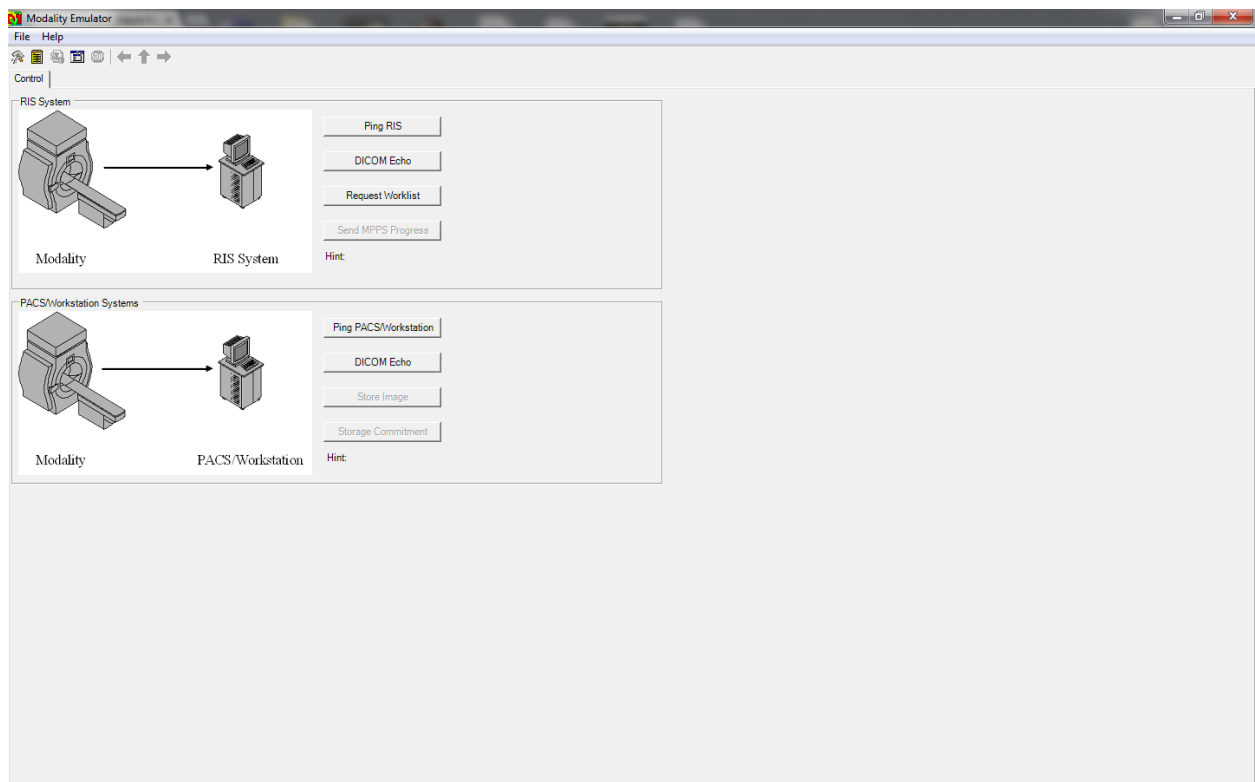 Modality Emulator
File Help
Control
RIS System
Ping RIS
DICOM Echo
Request Worklist
Send MPPS Progress
Modality RIS System Hint:
PACS/Workstation Systems
Ping PACS/Workstation
DICOM Echo
Store Image
Storage Commitment
Modality PACS/Workstation Hint: